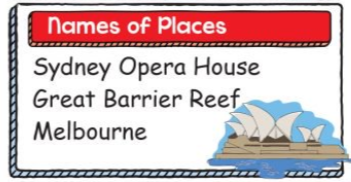 Names of Places
Sydney Opera House
Great Barrier Reef
Melbourne